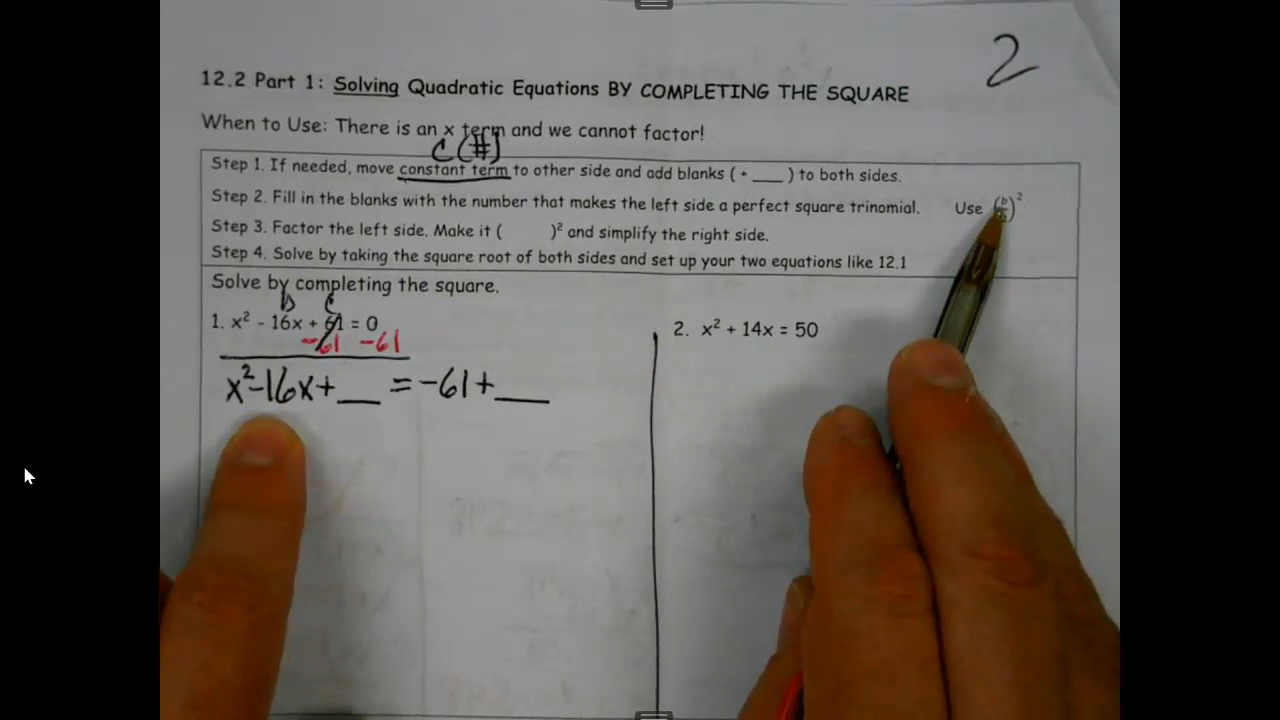 2
12.2 Part 1: Solving Quadratic Equations BY COMPLETING THE SQUARE
When to Use: There is an x term and we cannot factor!
C (#)
Step 1. If needed, move constant term to other side and add blanks ( + ___ ) to both sides.
Step 2. Fill in the blanks with the number that makes the left side a perfect square trinomial. Use (b/2)²
Step 3. Factor the left side. Make it (      )² and simplify the right side.
Step 4. Solve by taking the square root of both sides and set up your two equations like 12.1
Solve by completing the square.
b c
1. x² - 16x + 61 = 0
-61 -61
x²-16x+__ = -61+__
2. x² + 14x = 50